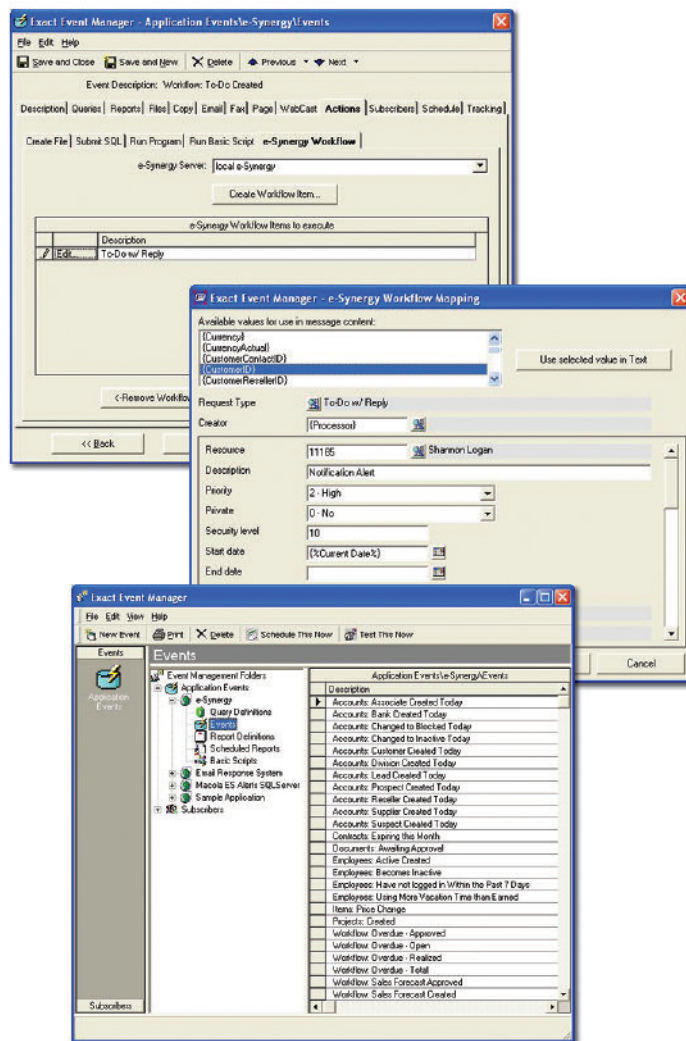 Exact Event Manager - Application Events\e-Synergy\Events
File Edit Help
Save and Close Save and New Delete Previous Next
Event Description: Workflow: To-Do Created
Description Queries Reports Files Copy Email Fax Page WebCast Actions Subscribers Schedule Tracking
Create File Submit SQL Run Program Run Basic Script e-Synergy Workflow
e-Synergy Server: local e-Synergy
Create Workflow Item...
e-Synergy Workflow Items to execute
Description
Edit... To-Do w/ Reply
<-Remove Workflow
<< Back
Exact Event Manager - e-Synergy Workflow Mapping
Available values for use in message content:
{Currency}
{CurrencyActual}
{CustomerContactID}
{CustomerID}
{CustomerResellerID}
Use selected value in Text
Request Type To-Do w/ Reply
Creator {Processor}
Resource 11185 Shannon Logan
Description Notification Alert
Priority 2 - High
Private 0 - No
Security level 10
Start date {%Current Date%}
End date
Cancel
Exact Event Manager
File Edit View Help
New Event Print Delete Schedule This Now Test This Now
Events
Application Events
Subscribers
Events
Event Management Folders
Application Events
e-Synergy
Query Definitions
Events
Report Definitions
Scheduled Reports
Basic Scripts
Email Response System
Macola ES Alerts SQLServer
Sample Application
Subscribers
Application Events\e-Synergy\Events
Description
Accounts: Associate Created Today
Accounts: Bank Created Today
Accounts: Changed to Blocked Today
Accounts: Changed to Inactive Today
Accounts: Customer Created Today
Accounts: Division Created Today
Accounts: Lead Created Today
Accounts: Prospect Created Today
Accounts: Reseller Created Today
Accounts: Supplier Created Today
Accounts: Suspect Created Today
Contracts: Expiring this Month
Documents: Awaiting Approval
Employees: Active Created
Employees: Becomes Inactive
Employees: Have not logged in Within the Past 7 Days
Employees: Using More Vacation Time than Earned
Items: Price Change
Projects: Created
Workflow: Overdue - Approved
Workflow: Overdue - Open
Workflow: Overdue - Realized
Workflow: Overdue - Total
Workflow: Sales Forecast Approved
Workflow: Sales Forecast Created